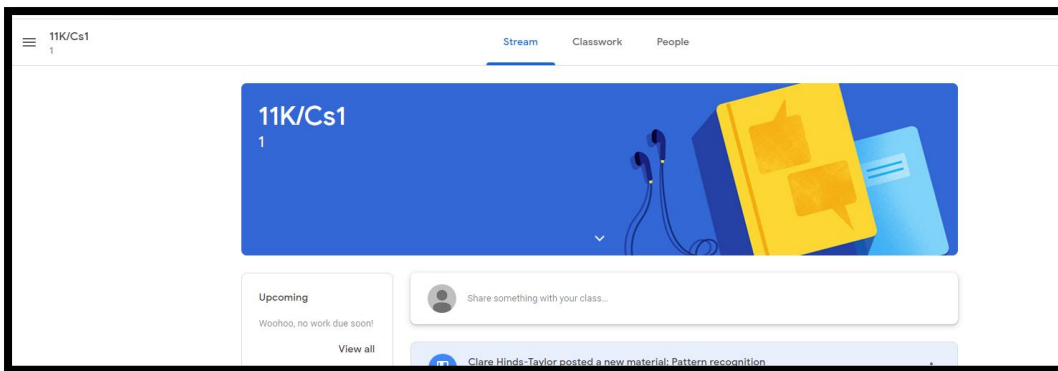 11K/Cs1
1
Stream Classwork People
11K/Cs1
1
Upcoming
Woohoo, no work due soon!
View all
Share something with your class...
Clare Hinds-Taylor posted a new material: Pattern recognition